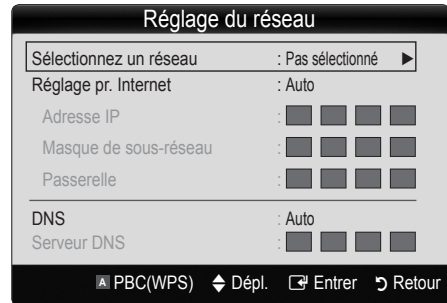 Réglage du réseau
Sélectionnez un réseau : Pas sélectionné ▶
Réglage pr. Internet : Auto
Adresse IP :
Masque de sous-réseau :
Passerelle :
DNS : Auto
Serveur DNS :
A PBC(WPS) Dépl. Entrer Retour